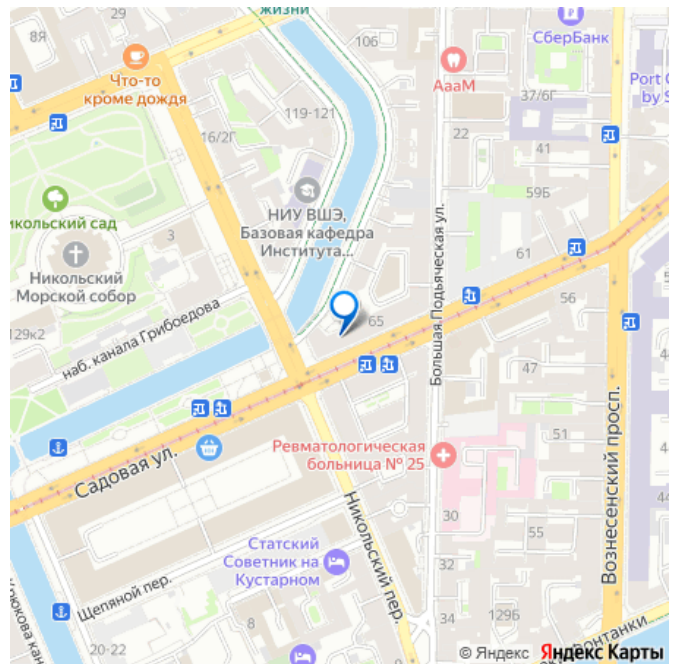 жизни
8Я
106
СберБанк
Что-то
кроме дождя
АааМ
Port
by S
119-121
37/6Г
16/2Г
22
41
59Б
НИУ ВШЭ,
Базовая кафедра
Института...
икольский сад
3
Никольский
Морской собор
61
Большая Подьяческая ул.
56
65
129к2
наб. канала Грибоедова
47
Вознесенский просп.
51
Садовая ул.
Ревматологическая
больница № 25
44
30
55
Никольский пер.
Статский
Советник на
Кустарном
32
Щепяной пер.
8
34
129Б
20-22
© Яндекс Яндекс Карты